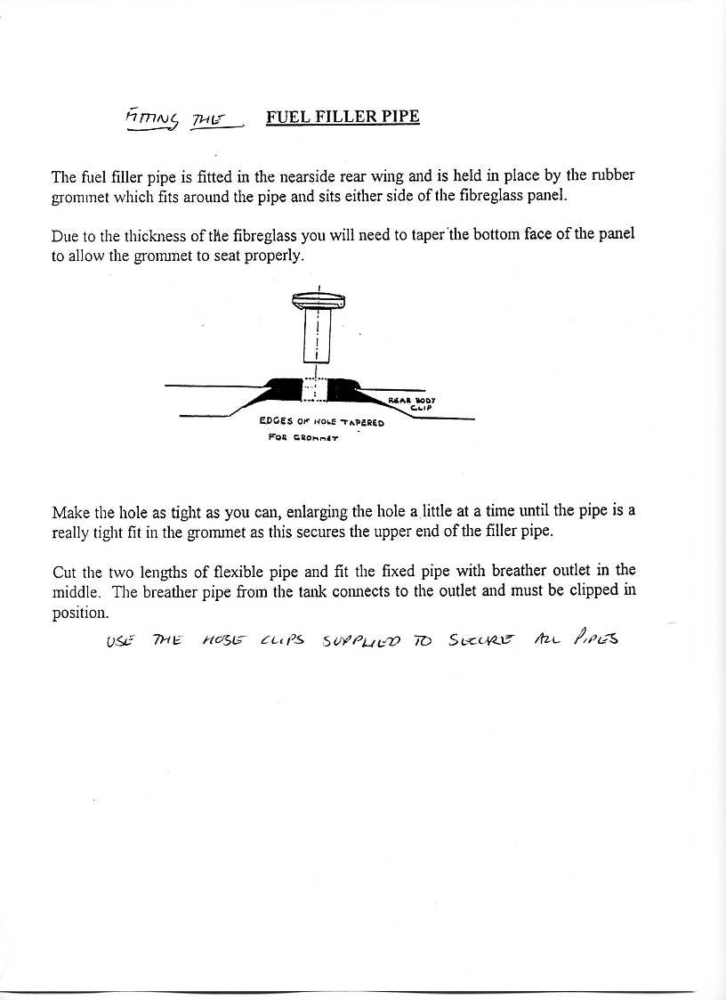 FITTING THE FUEL FILLER PIPE
The fuel filler pipe is fitted in the nearside rear wing and is held in place by the rubber
grommet which fits around the pipe and sits either side of the fibreglass panel.
Due to the thickness of the fibreglass you will need to taper the bottom face of the panel
to allow the grommet to seat properly.
REAR BODY
CLIP
EDGES OF HOLE TAPERED
FOR GROMMET
Make the hole as tight as you can, enlarging the hole a little at a time until the pipe is a
really tight fit in the grommet as this secures the upper end of the filler pipe.
Cut the two lengths of flexible pipe and fit the fixed pipe with breather outlet in the
middle. The breather pipe from the tank connects to the outlet and must be clipped in
position.
USE THE HOSE CLIPS SUPPLIED TO SECURE ALL PIPES